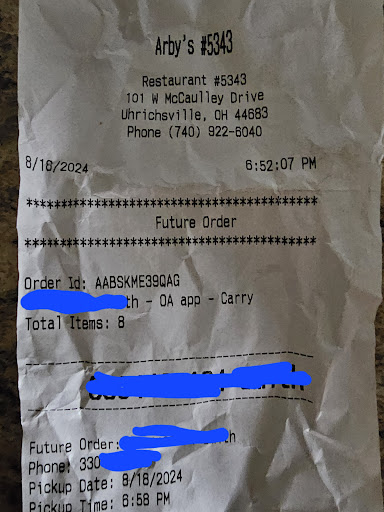 Arby's #5343
Restaurant #5343
101 W McCaulley Drive
Uhrichsville, OH 44683
Phone (740) 922-6040
8/16/2024 6:52:07 PM
******************************************
Future Order
******************************************
Order Id: AABSKME39QAG
th - OA app - Carry
Total Items: 8
Future Order:
Phone: 330
Pickup Date: 8/16/2024
Pickup Time: 6:58 PM